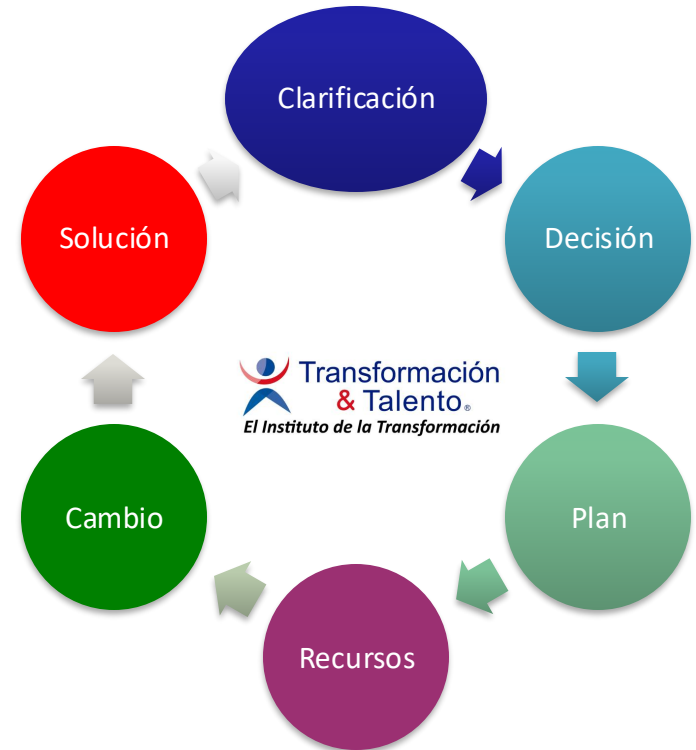 Clarificación
Decisión
Plan
Recursos
Cambio
Solución
Transformación
& Talento®
El Instituto de la Transformación